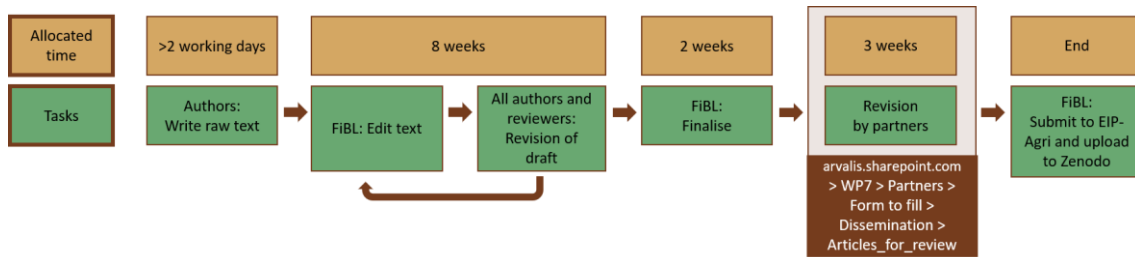 Allocated
time
>2 working days
8 weeks
2 weeks
3 weeks
End
Tasks
Authors:
Write raw text
FiBL: Edit text
All authors and
reviewers:
Revision of
draft
FiBL:
Finalise
Revision
by partners
FiBL:
Submit to EIP-
Agri and upload
to Zenodo
arvalis.sharepoint.com
> WP7 > Partners >
Form to fill >
Dissemination >
Articles_for_review